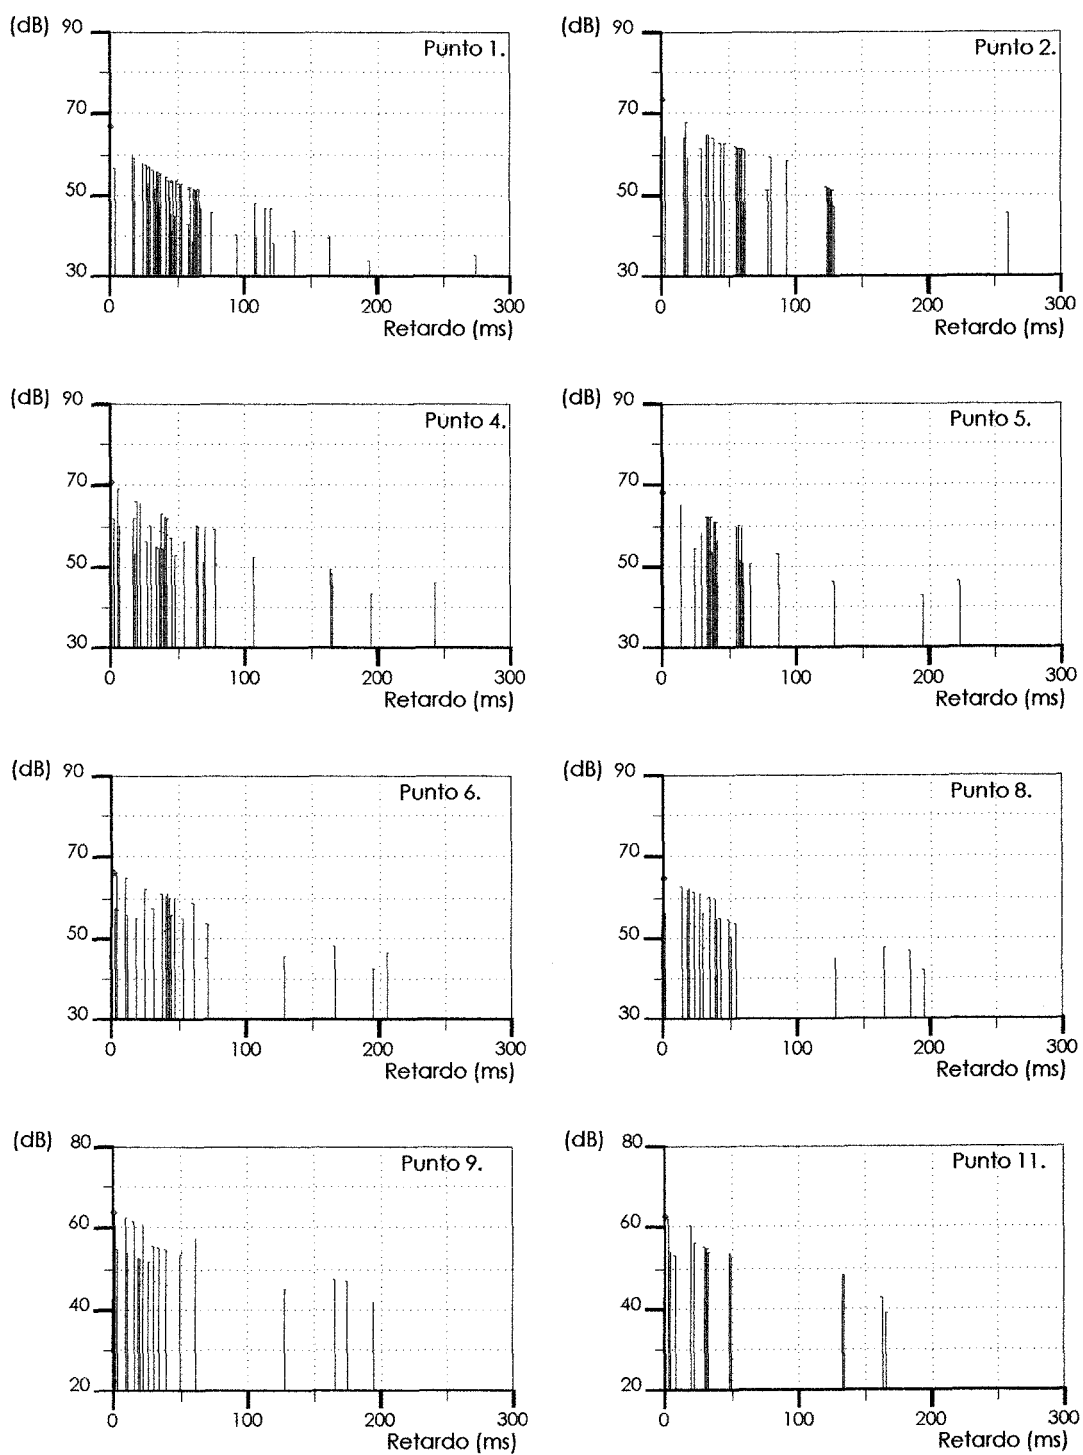 (dB) 90
Punto 1.
70
50
30
0 100 200 300
Retardo (ms)
(dB) 90
Punto 2.
70
50
30
0 100 200 300
Retardo (ms)
(dB) 90
Punto 4.
70
50
30
0 100 200 300
Retardo (ms)
(dB) 90
Punto 5.
70
50
30
0 100 200 300
Retardo (ms)
(dB) 90
Punto 6.
70
50
30
0 100 200 300
Retardo (ms)
(dB) 90
Punto 8.
70
50
30
0 100 200 300
Retardo (ms)
(dB) 80
Punto 9.
60
40
20
0 100 200 300
Retardo (ms)
(dB) 80
Punto 11.
60
40
20
0 100 200 300
Retardo (ms)